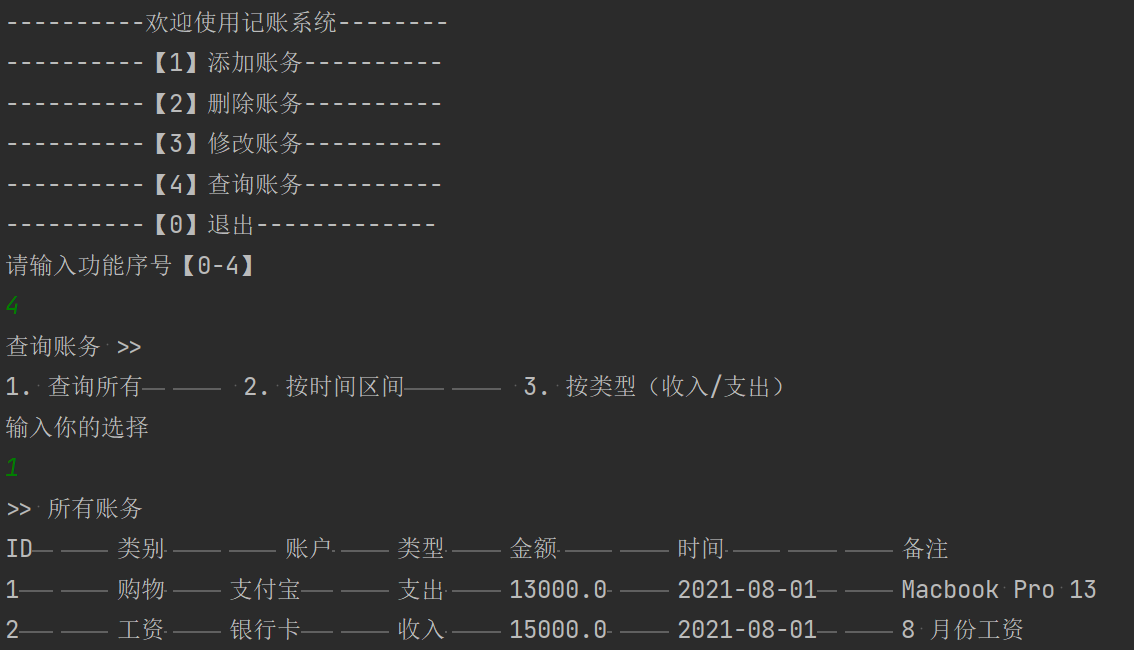 ----------欢迎使用记账系统--------
----------【1】添加账务----------
----------【2】删除账务----------
----------【3】修改账务----------
----------【4】查询账务----------
----------【0】退出-------------
请输入功能序号【0-4】
4
查询账务 >>
1. 查询所有 2. 按时间区间 3. 按类型（收入/支出）
输入你的选择
1
>> 所有账务
ID 类别 账户 类型 金额 时间 备注
1 购物 支付宝 支出 13000.0 2021-08-01 Macbook Pro 13
2 工资 银行卡 收入 15000.0 2021-08-01 8 月份工资